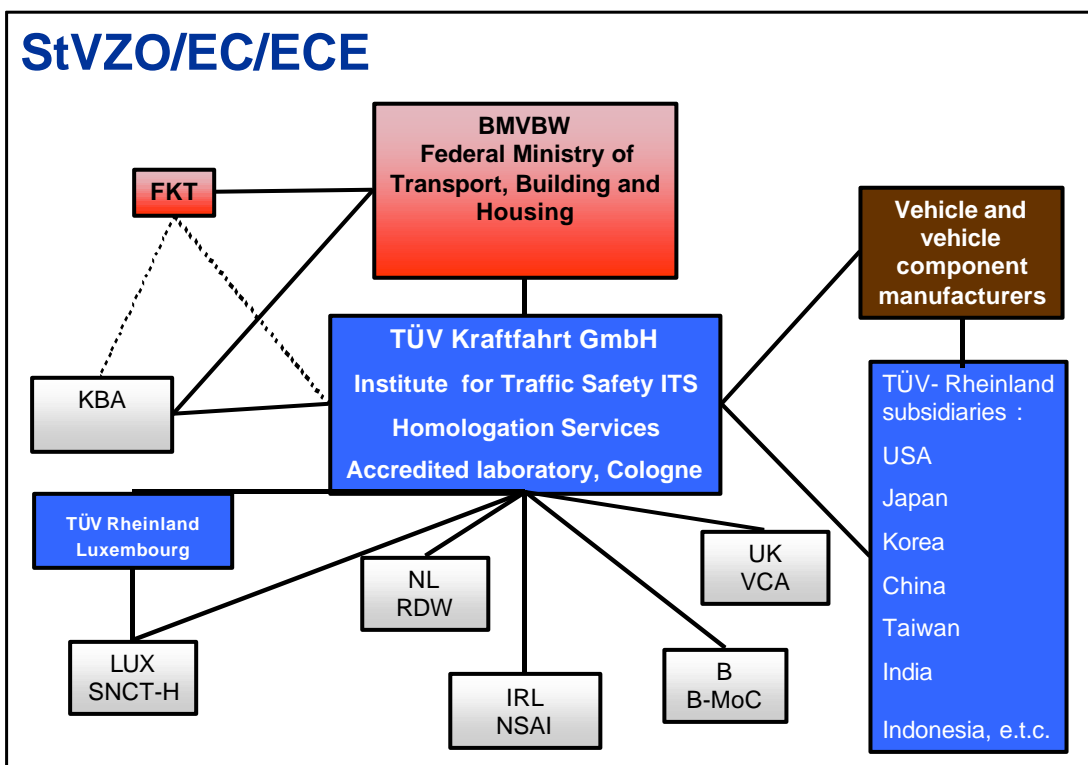 StVZO/EC/ECE
BMVBW
Federal Ministry of
Transport, Building and
Housing
FKT
Vehicle and
vehicle
component
manufacturers
TÜV Kraftfahrt GmbH
Institute for Traffic Safety ITS
Homologation Services
Accredited laboratory, Cologne
KBA
TÜV- Rheinland
subsidiaries :
USA
Japan
Korea
China
Taiwan
India
Indonesia, e.t.c.
TÜV Rheinland
Luxembourg
NL
RDW
UK
VCA
LUX
SNCT-H
IRL
NSAI
B
B-MoC